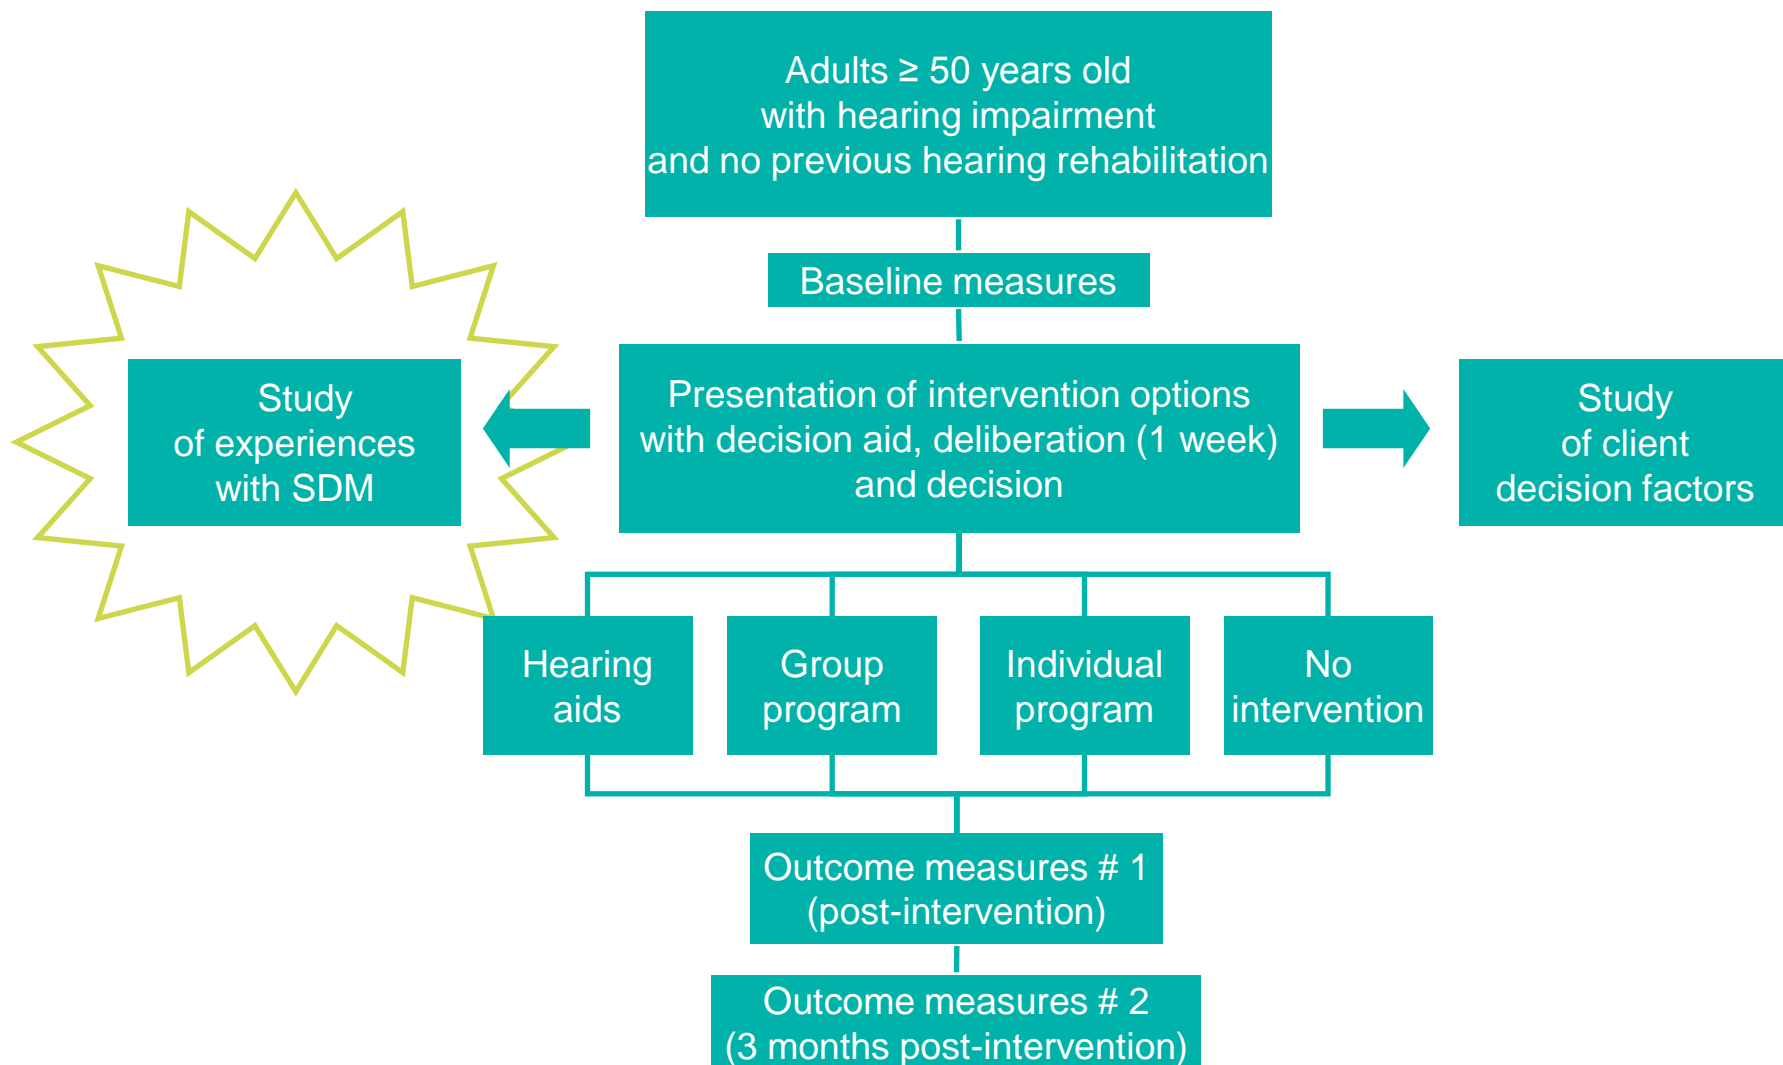 Adults ≥ 50 years old
with hearing impairment
and no previous hearing rehabilitation
Baseline measures
Study
of experiences
with SDM
Presentation of intervention options
with decision aid, deliberation (1 week)
and decision
Study
of client
decision factors
Hearing
aids
Group
program
Individual
program
No
intervention
Outcome measures # 1
(post-intervention)
Outcome measures # 2
(3 months post-intervention)